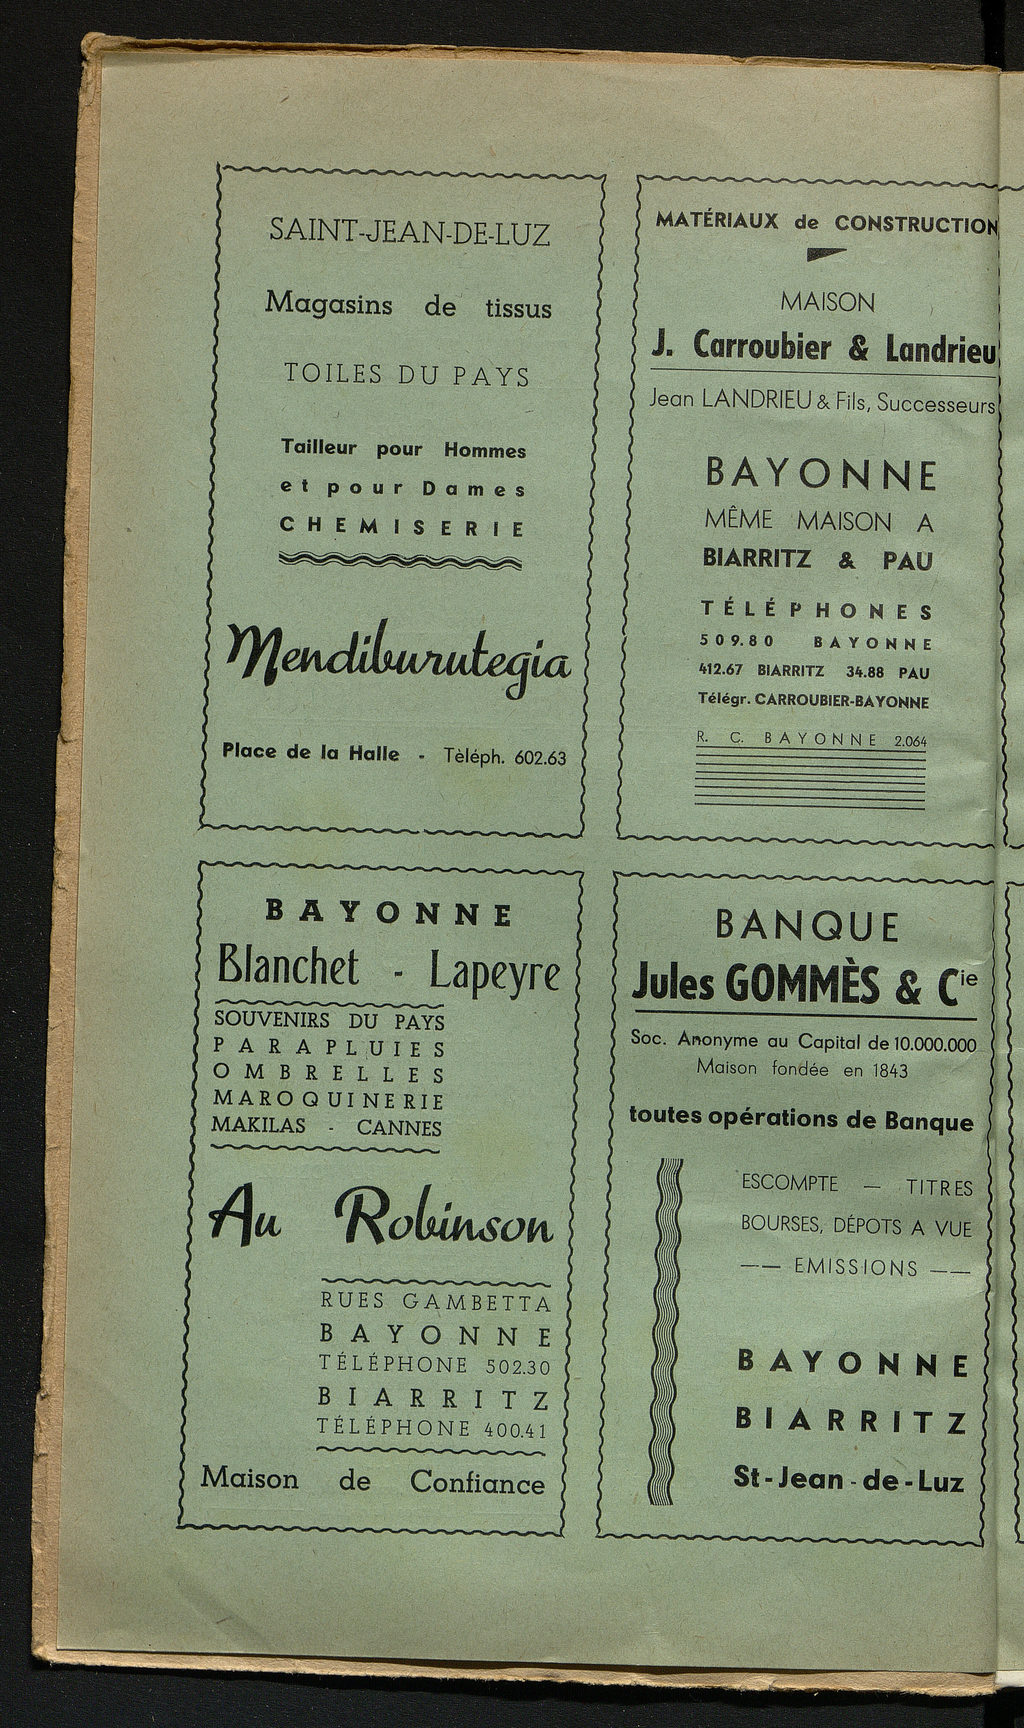 SAINT-JEAN-DE-LUZ
Magasins de tissus
TOILES DU PAYS
Tailleur pour Hommes
et pour Dames
CHEMISERIE
Mendiburutegia
Place de la Halle - Tèléph. 602.63
MATÉRIAUX de CONSTRUCTION
MAISON
J. Carroubier & Landrieu
Jean LANDRIEU & Fils, Successeurs
BAYONNE
MÊME MAISON A
BIARRITZ & PAU
TÉLÉPHONES
509.80 BAYONNE
412.67 BIARRITZ 34.88 PAU
Télégr. CARROUBIER-BAYONNE
R. C. BAYONNE 2.064
BAYONNE
Blanchet - Lapeyre
SOUVENIRS DU PAYS
PARAPLUIES
OMBRELLES
MAROQUINERIE
MAKILAS - CANNES
Au Robinson
RUES GAMBETTA
BAYONNE
TÉLÉPHONE 502.30
BIARRITZ
TÉLÉPHONE 400.41
Maison de Confiance
BANQUE
Jules GOMMÈS & Cie
Soc. Anonyme au Capital de 10.000.000
Maison fondée en 1843
toutes opérations de Banque
ESCOMPTE — TITRES
BOURSES, DÉPOTS A VUE
—— EMISSIONS ——
BAYONNE
BIARRITZ
St-Jean-de-Luz